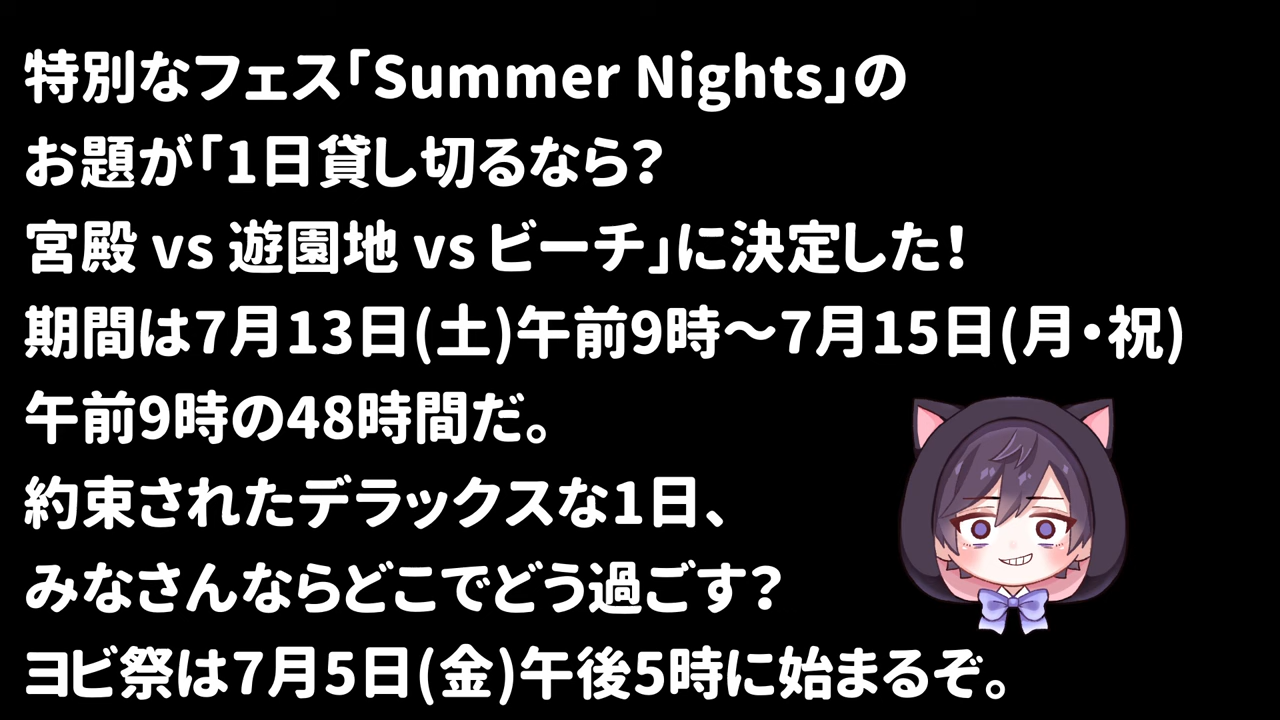 特別なフェス「Summer Nights」の
お題が「1日貸し切るなら？
宮殿 vs 遊園地 vs ビーチ」に決定した！
期間は7月13日(土)午前9時〜7月15日(月・祝)
午前9時の48時間だ。
約束されたデラックスな1日、
みなさんならどこでどう過ごす？
ヨビ祭は7月5日(金)午後5時に始まるぞ。